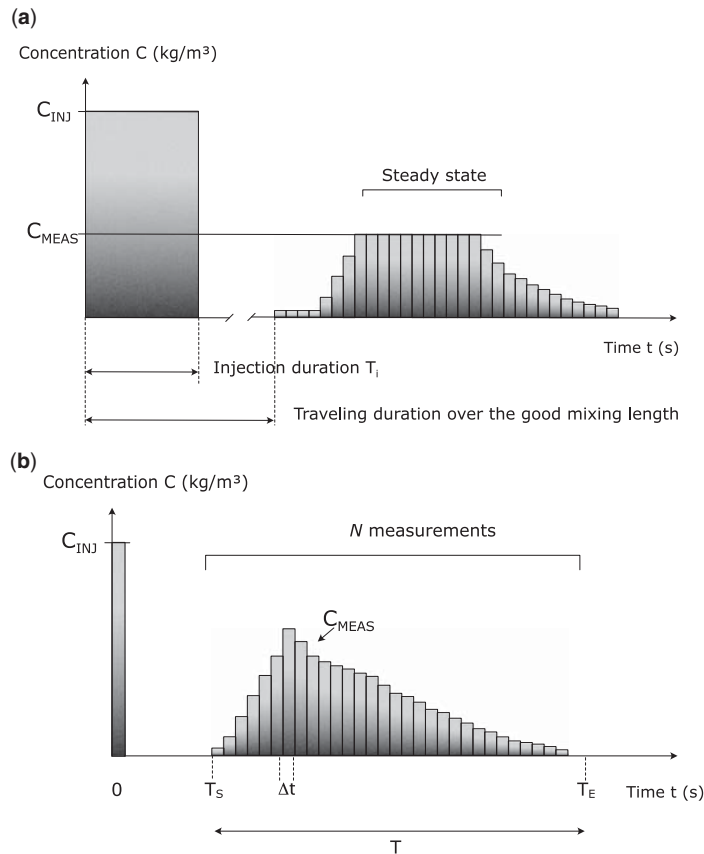 (a)
Concentration C (kg/m³)
C_INJ
Steady state
C_MEAS
Time t (s)
Injection duration T_i
Traveling duration over the good mixing length
(b)
Concentration C (kg/m³)
N measurements
C_INJ
C_MEAS
0 T_S Δt T_E Time t (s)
T